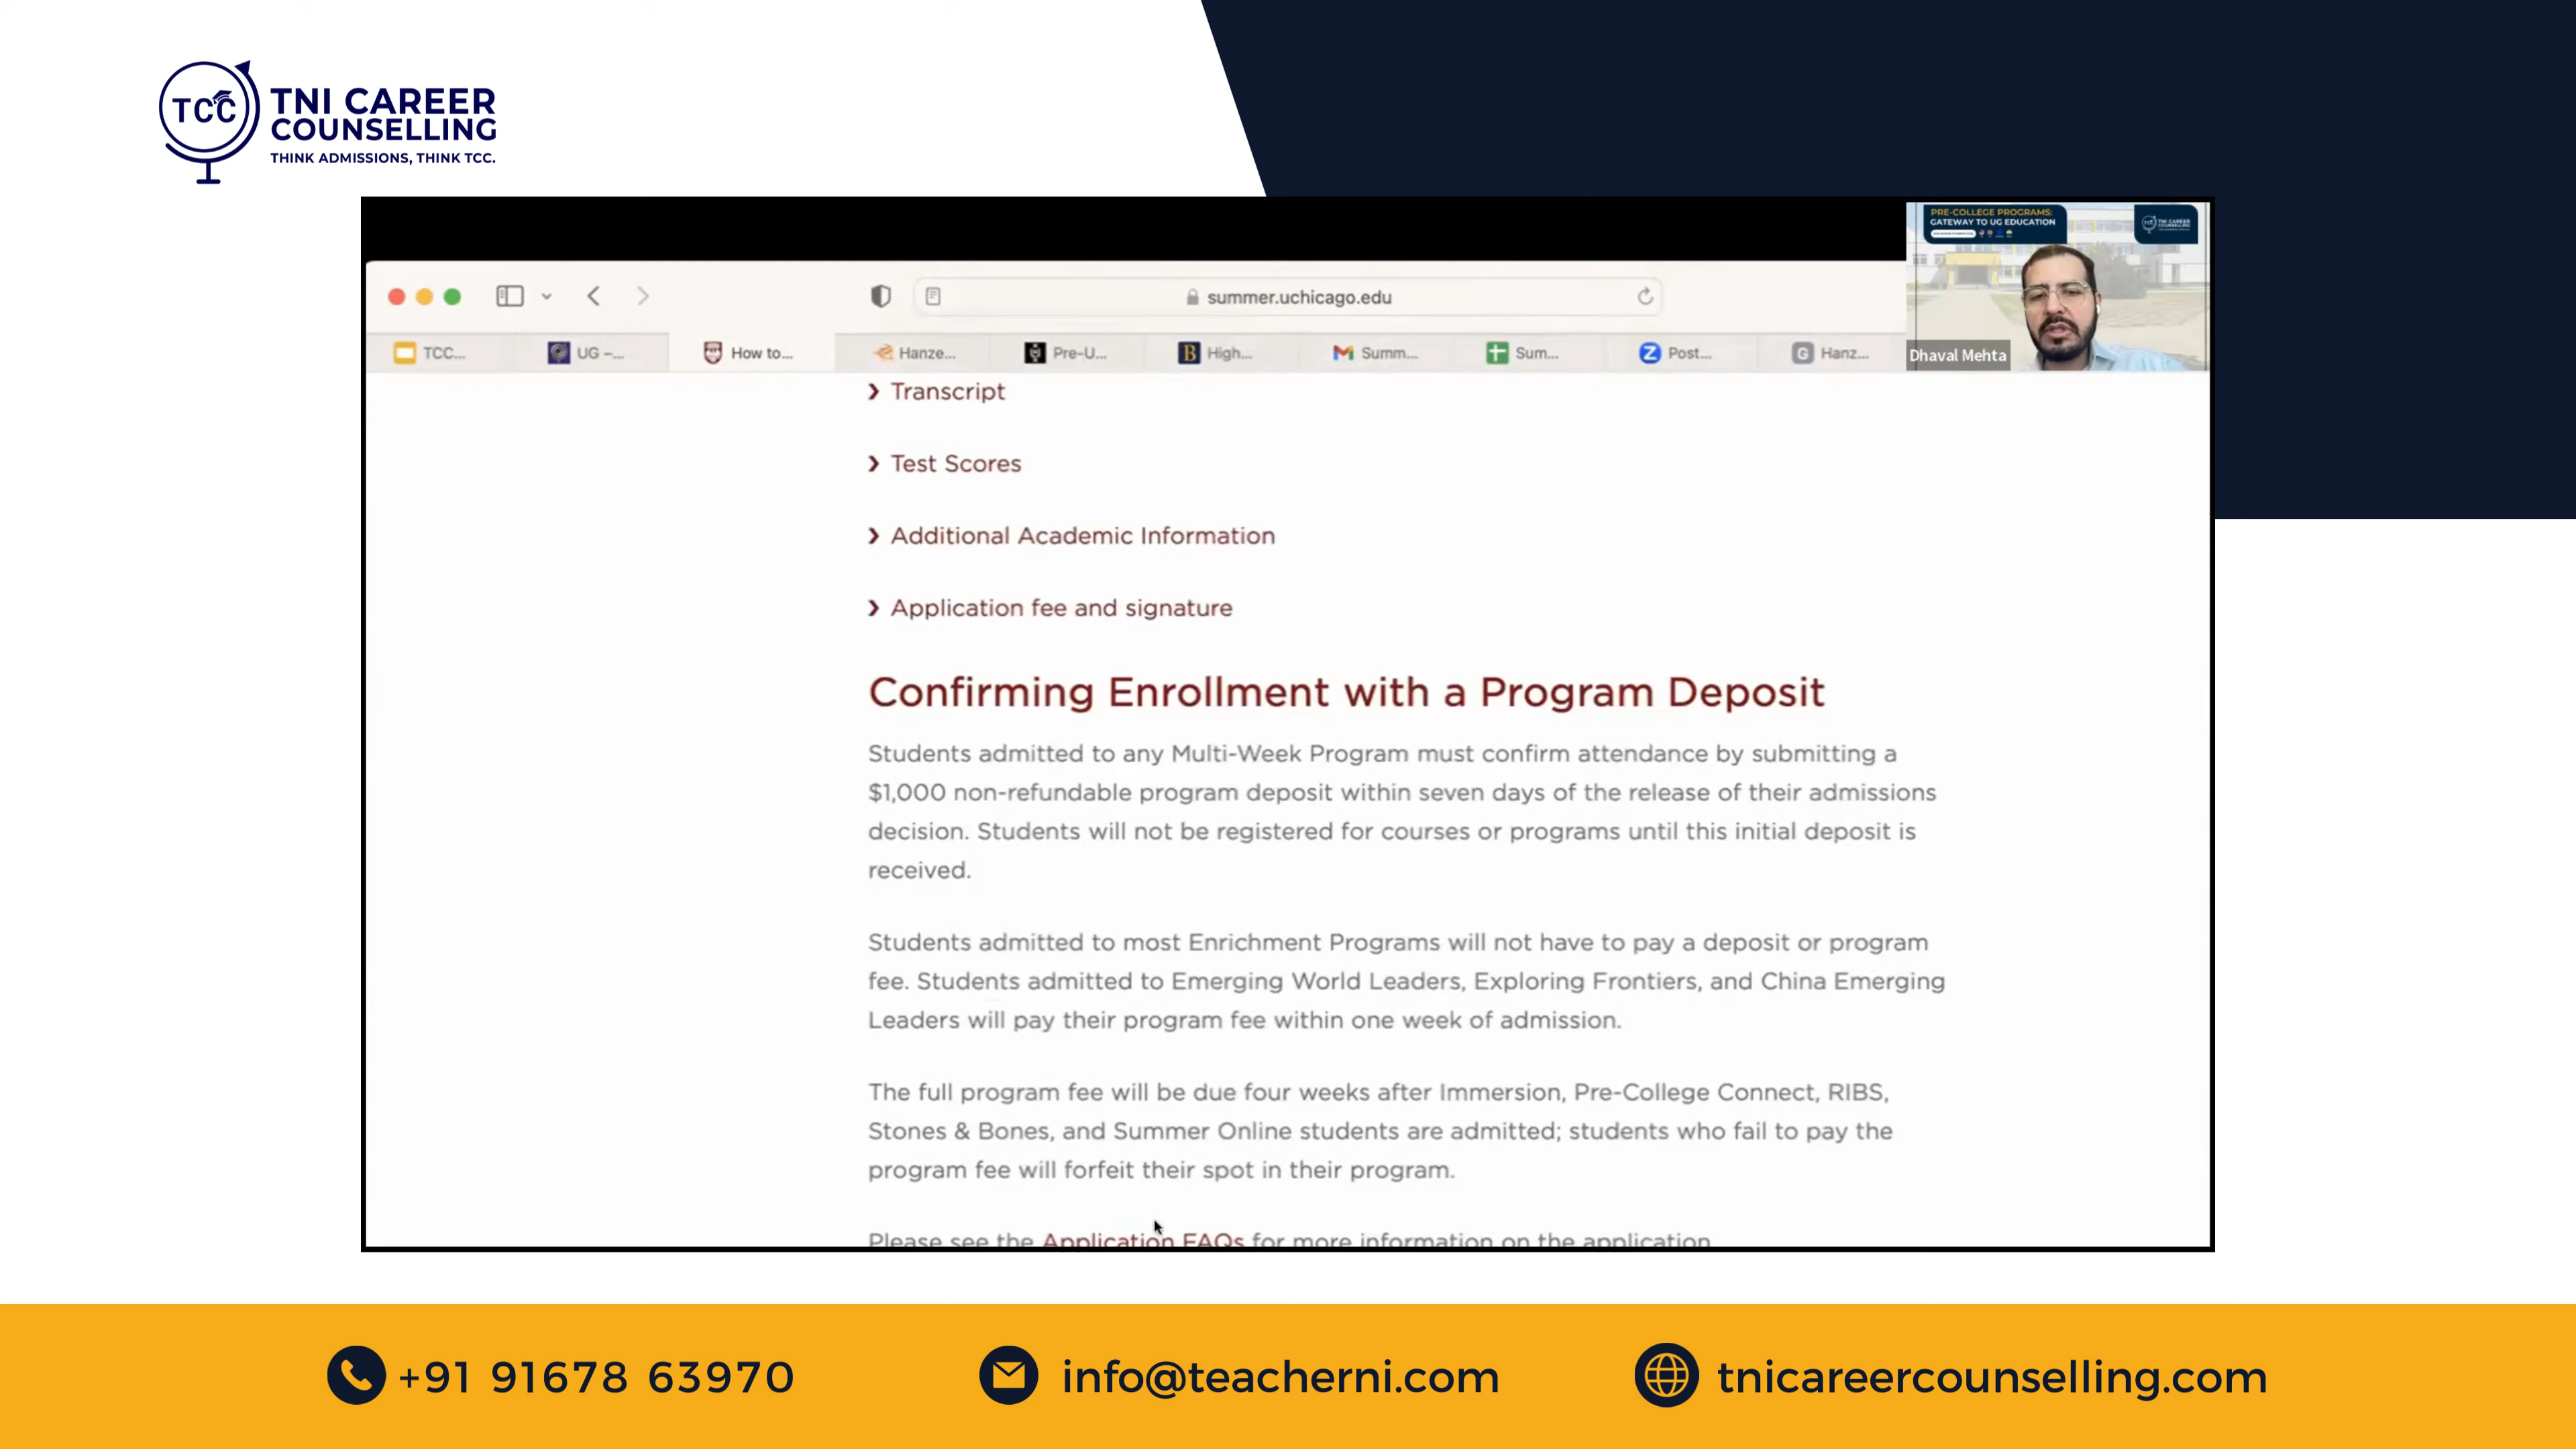 TCC
TNI CAREER
COUNSELLING
THINK ADMISSIONS, THINK TCC.
PRE-COLLEGE PROGRAMS:
GATEWAY TO UG EDUCATION
TNI CAREER
COUNSELLING
Dhaval Mehta
summer.uchicago.edu
TCC...
UG –...
How to...
Hanze...
Pre-U...
High...
Summ...
Sum...
Post...
Hanz...
Transcript
Test Scores
Additional Academic Information
Application fee and signature
Confirming Enrollment with a Program Deposit
Students admitted to any Multi-Week Program must confirm attendance by submitting a
$1,000 non-refundable program deposit within seven days of the release of their admissions
decision. Students will not be registered for courses or programs until this initial deposit is
received.
Students admitted to most Enrichment Programs will not have to pay a deposit or program
fee. Students admitted to Emerging World Leaders, Exploring Frontiers, and China Emerging
Leaders will pay their program fee within one week of admission.
The full program fee will be due four weeks after Immersion, Pre-College Connect, RIBS,
Stones & Bones, and Summer Online students are admitted; students who fail to pay the
program fee will forfeit their spot in their program.
Please see the Application FAQs for more information on the application
+91 91678 63970
info@teacherni.com
tnicareercounselling.com